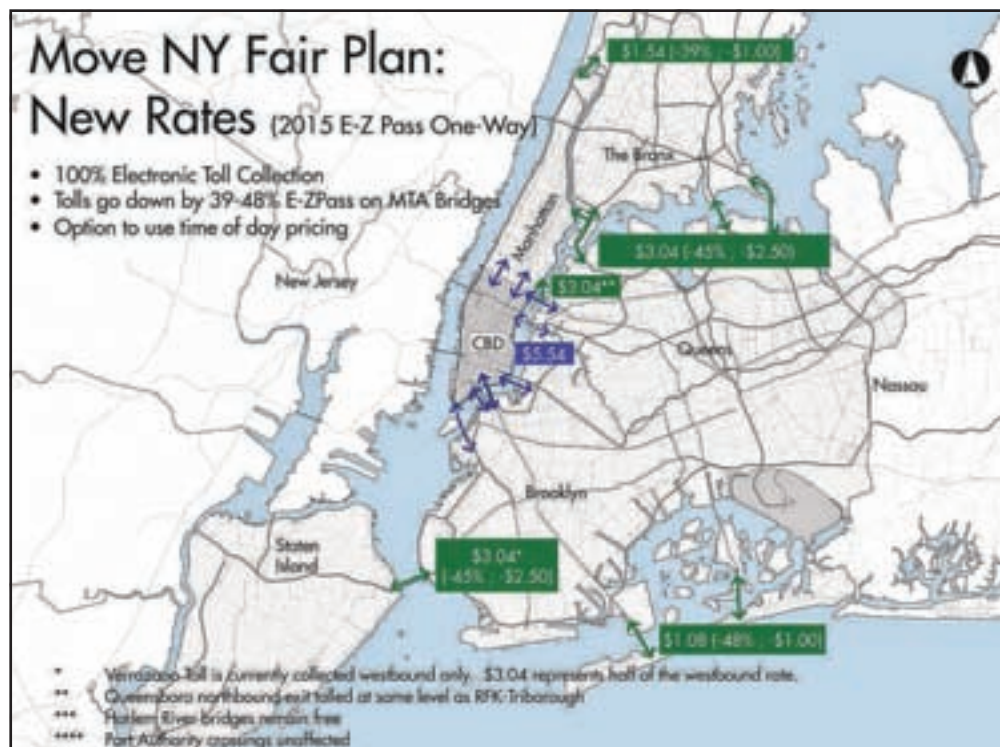 Move NY Fair Plan:
New Rates (2015 E-Z Pass One-Way)
• 100% Electronic Toll Collection
• Tolls go down by 39-48% E-ZPass on MTA Bridges
• Option to use time of day pricing
$1.54 (-39% ; -$1.00)
The Bronx
Manhattan
$3.04 (-45% ; -$2.50)
New Jersey
$3.04**
CBD
$5.54
Queens
Nassau
Brooklyn
Staten
Island
$3.04*
(-45% ; -$2.50)
$1.08 (-48% ; -$1.00)
* Verrazano Toll is currently collected westbound only. $3.04 represents half of the westbound rate.
** Queensboro northbound exit tolled at same level as RFK-Triborough
*** Harlem River Bridges remain free
**** Port Authority crossings unaffected